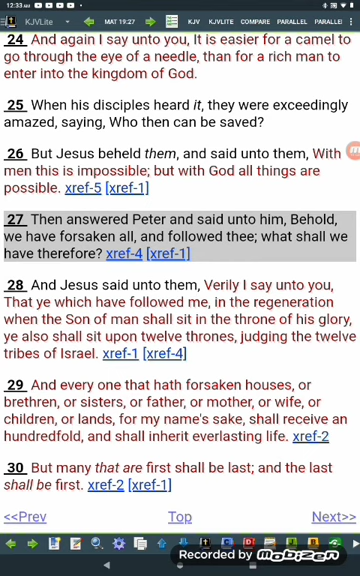 12:33 AM
KJVLite
MAT 19:27
KJV KJVLITE COMPARE PARALLEL PARALLEI
24 And again I say unto you, It is easier for a camel to
go through the eye of a needle, than for a rich man to
enter into the kingdom of God.
25 When his disciples heard it, they were exceedingly
amazed, saying, Who then can be saved?
26 But Jesus beheld them, and said unto them, With
men this is impossible; but with God all things are
possible. xref-5 [xref-1]
27 Then answered Peter and said unto him, Behold,
we have forsaken all, and followed thee; what shall we
have therefore? xref-4 [xref-1]
28 And Jesus said unto them, Verily I say unto you,
That ye which have followed me, in the regeneration
when the Son of man shall sit in the throne of his glory,
ye also shall sit upon twelve thrones, judging the twelve
tribes of Israel. xref-1 [xref-4]
29 And every one that hath forsaken houses, or
brethren, or sisters, or father, or mother, or wife, or
children, or lands, for my name's sake, shall receive an
hundredfold, and shall inherit everlasting life. xref-2
30 But many that are first shall be last; and the last
shall be first. xref-2 [xref-1]
<<Prev Top Next>>
Recorded by Mobizen